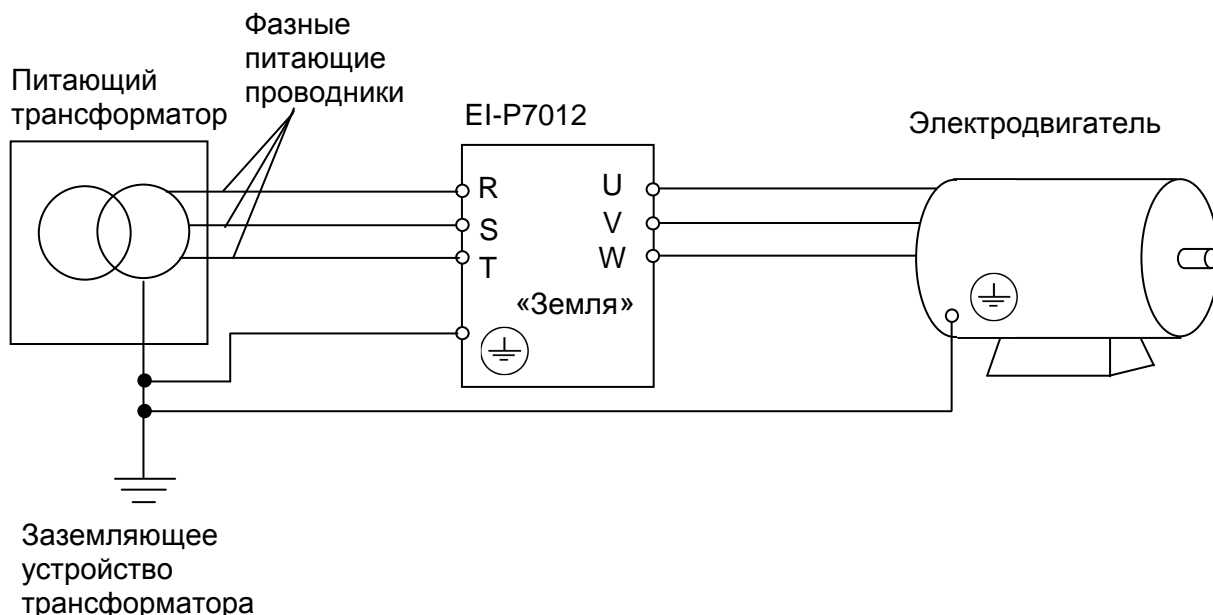 Фазные
питающие
проводники
Питающий
трансформатор
EI-P7012
Электродвигатель
R
S
T
U
V
W
«Земля»
Заземляющее
устройство
трансформатора